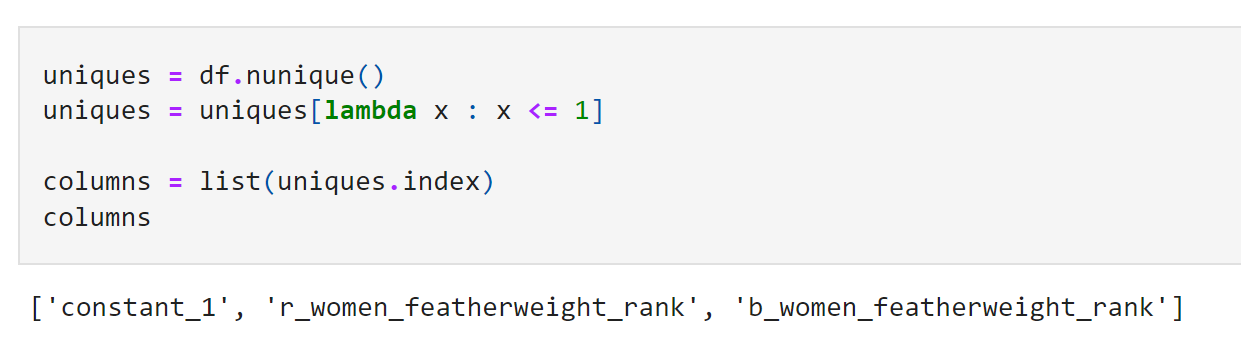 uniques = df.nunique()
uniques = uniques[lambda x : x <= 1]
columns = list(uniques.index)
columns
['constant_1', 'r_women_featherweight_rank', 'b_women_featherweight_rank']